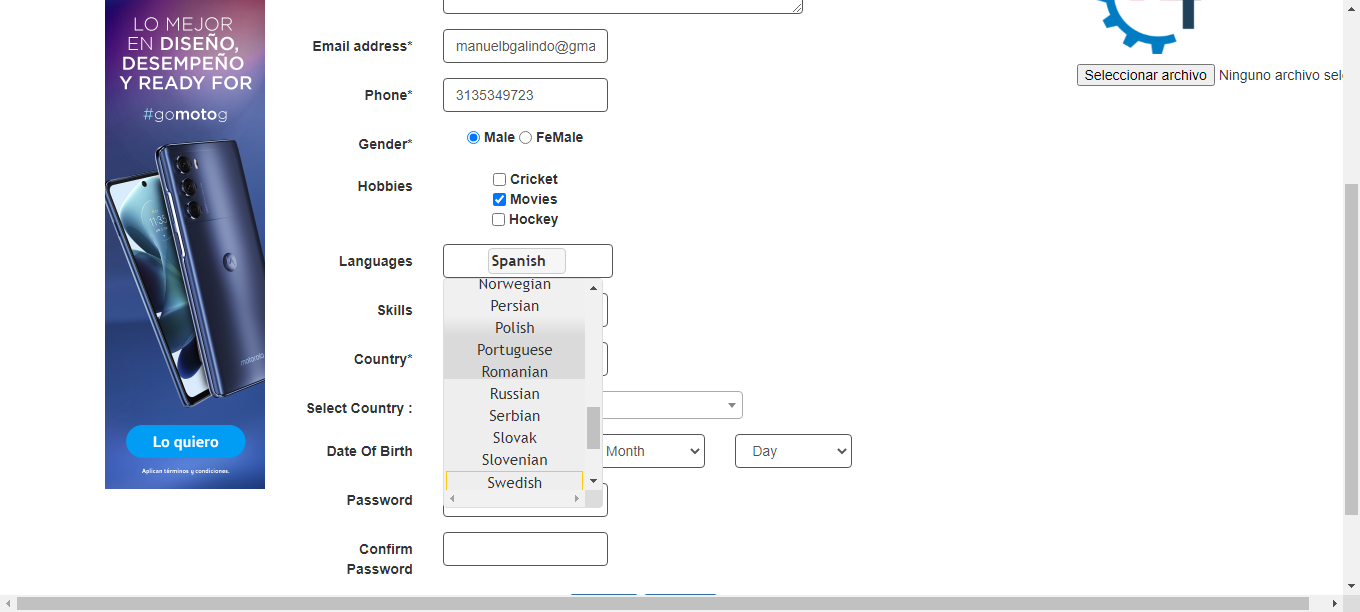 LO MEJOR
EN DISEÑO,
DESEMPEÑO
Y READY FOR
#gomotog
11:35
motorola
Lo quiero
Aplican términos y condiciones.
Email address*
manuelbgalindo@gma
Phone*
3135349723
Gender*
Male FeMale
Hobbies
Cricket
Movies
Hockey
Languages
Spanish
Norwegian
Persian
Polish
Portuguese
Romanian
Russian
Serbian
Slovak
Slovenian
Swedish
Skills
Country*
Select Country :
Date Of Birth
Month Day
Password
Confirm
Password
Seleccionar archivo Ninguno archivo sel